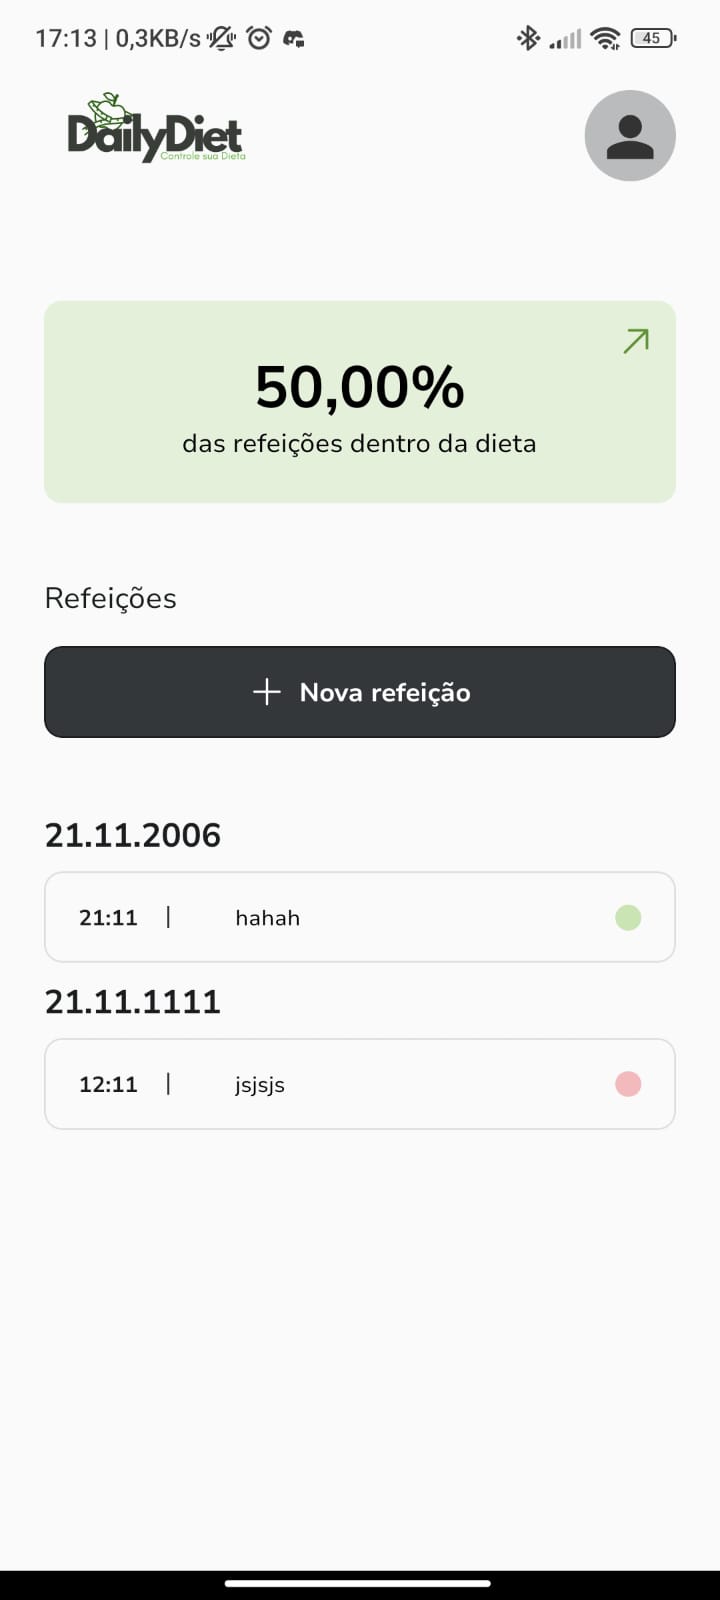 17:13 | 0,3KB/s
45
DailyDiet
Controle sua Dieta
50,00%
das refeições dentro da dieta
Refeições
+ Nova refeição
21.11.2006
21:11 | hahah
21.11.1111
12:11 | jsjsjs